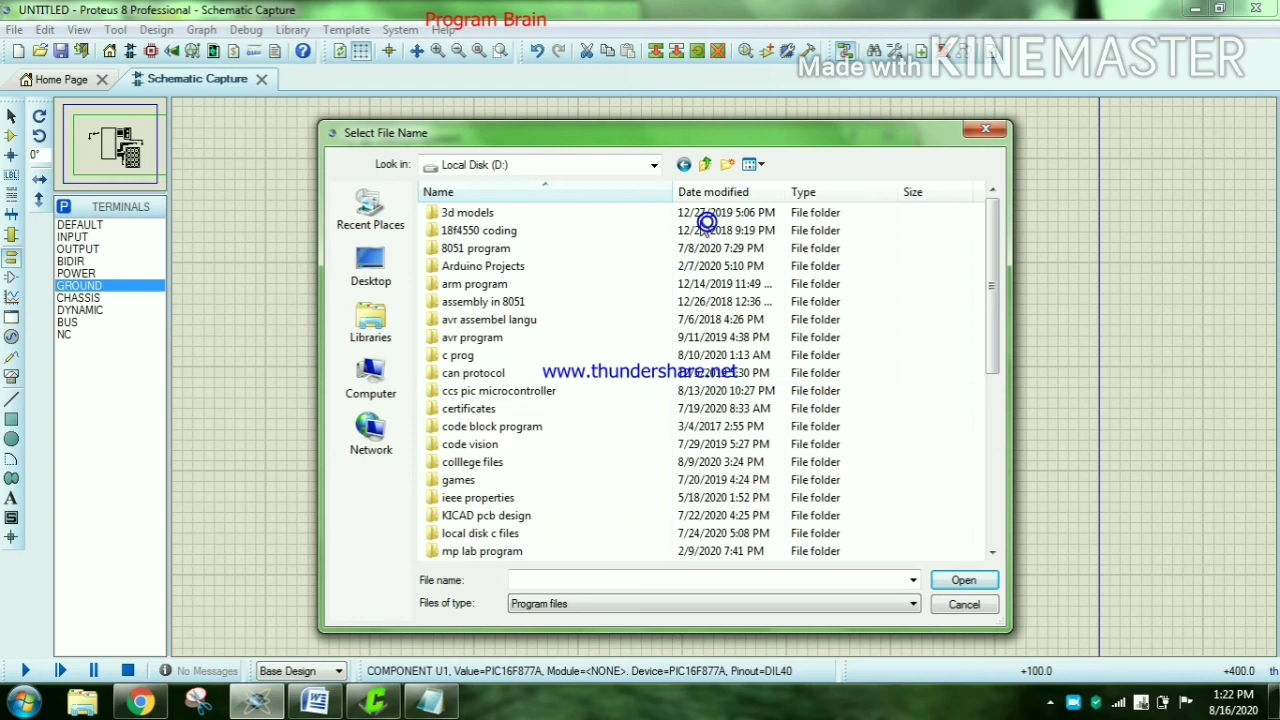 UNTITLED - Proteus 8 Professional - Schematic Capture
Program Brain
File Edit View Tool Design Graph Debug Library Template System Help
Made with KINEMASTER
Home Page Schematic Capture
Select File Name
Look in: Local Disk (D:)
0°
TERMINALS
DEFAULT
INPUT
OUTPUT
BIDIR
POWER
GROUND
CHASSIS
DYNAMIC
BUS
NC
LBL
Recent Places
Desktop
Libraries
Computer
Network
Name Date modified Type Size
3d models 12/27/2019 5:06 PM File folder
18f4550 coding 9:19 PM File folder
8051 program 7/8/2020 7:29 PM File folder
Arduino Projects 2/7/2020 5:10 PM File folder
arm program 12/14/2019 11:49 ... File folder
assembly in 8051 12/26/2018 12:36 ... File folder
avr assembel langu 7/6/2018 4:26 PM File folder
avr program 9/11/2019 4:38 PM File folder
c prog 8/10/2020 1:13 AM File folder
can protocol File folder
www.thundershare.net
ccs pic microcontroller 8/13/2020 10:27 PM File folder
certificates 7/19/2020 8:33 AM File folder
code block program 3/4/2017 2:55 PM File folder
code vision 7/29/2019 5:27 PM File folder
colllege files 8/9/2020 3:24 PM File folder
games 7/20/2019 4:24 PM File folder
ieee properties 5/18/2020 1:52 PM File folder
KICAD pcb design 7/22/2020 4:25 PM File folder
local disk c files 7/24/2020 5:08 PM File folder
mp lab program 2/9/2020 7:41 PM File folder
File name: Open
Files of type: Program files Cancel
No Messages Base Design COMPONENT U1, Value=PIC16F877A, Module=<NONE>, Device=PIC16F877A, Pinout=DIL40 +100.0 +400.0 th
1:22 PM
8/16/2020